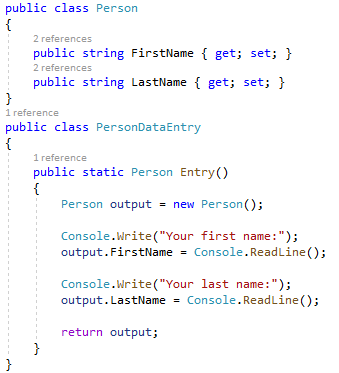 public class Person
{
2 references
public string FirstName { get; set; }
2 references
public string LastName { get; set; }
}
1 reference
public class PersonDataEntry
{
1 reference
public static Person Entry()
{
Person output = new Person();
Console.Write("Your first name:");
output.FirstName = Console.ReadLine();
Console.Write("Your last name:");
output.LastName = Console.ReadLine();
return output;
}
}